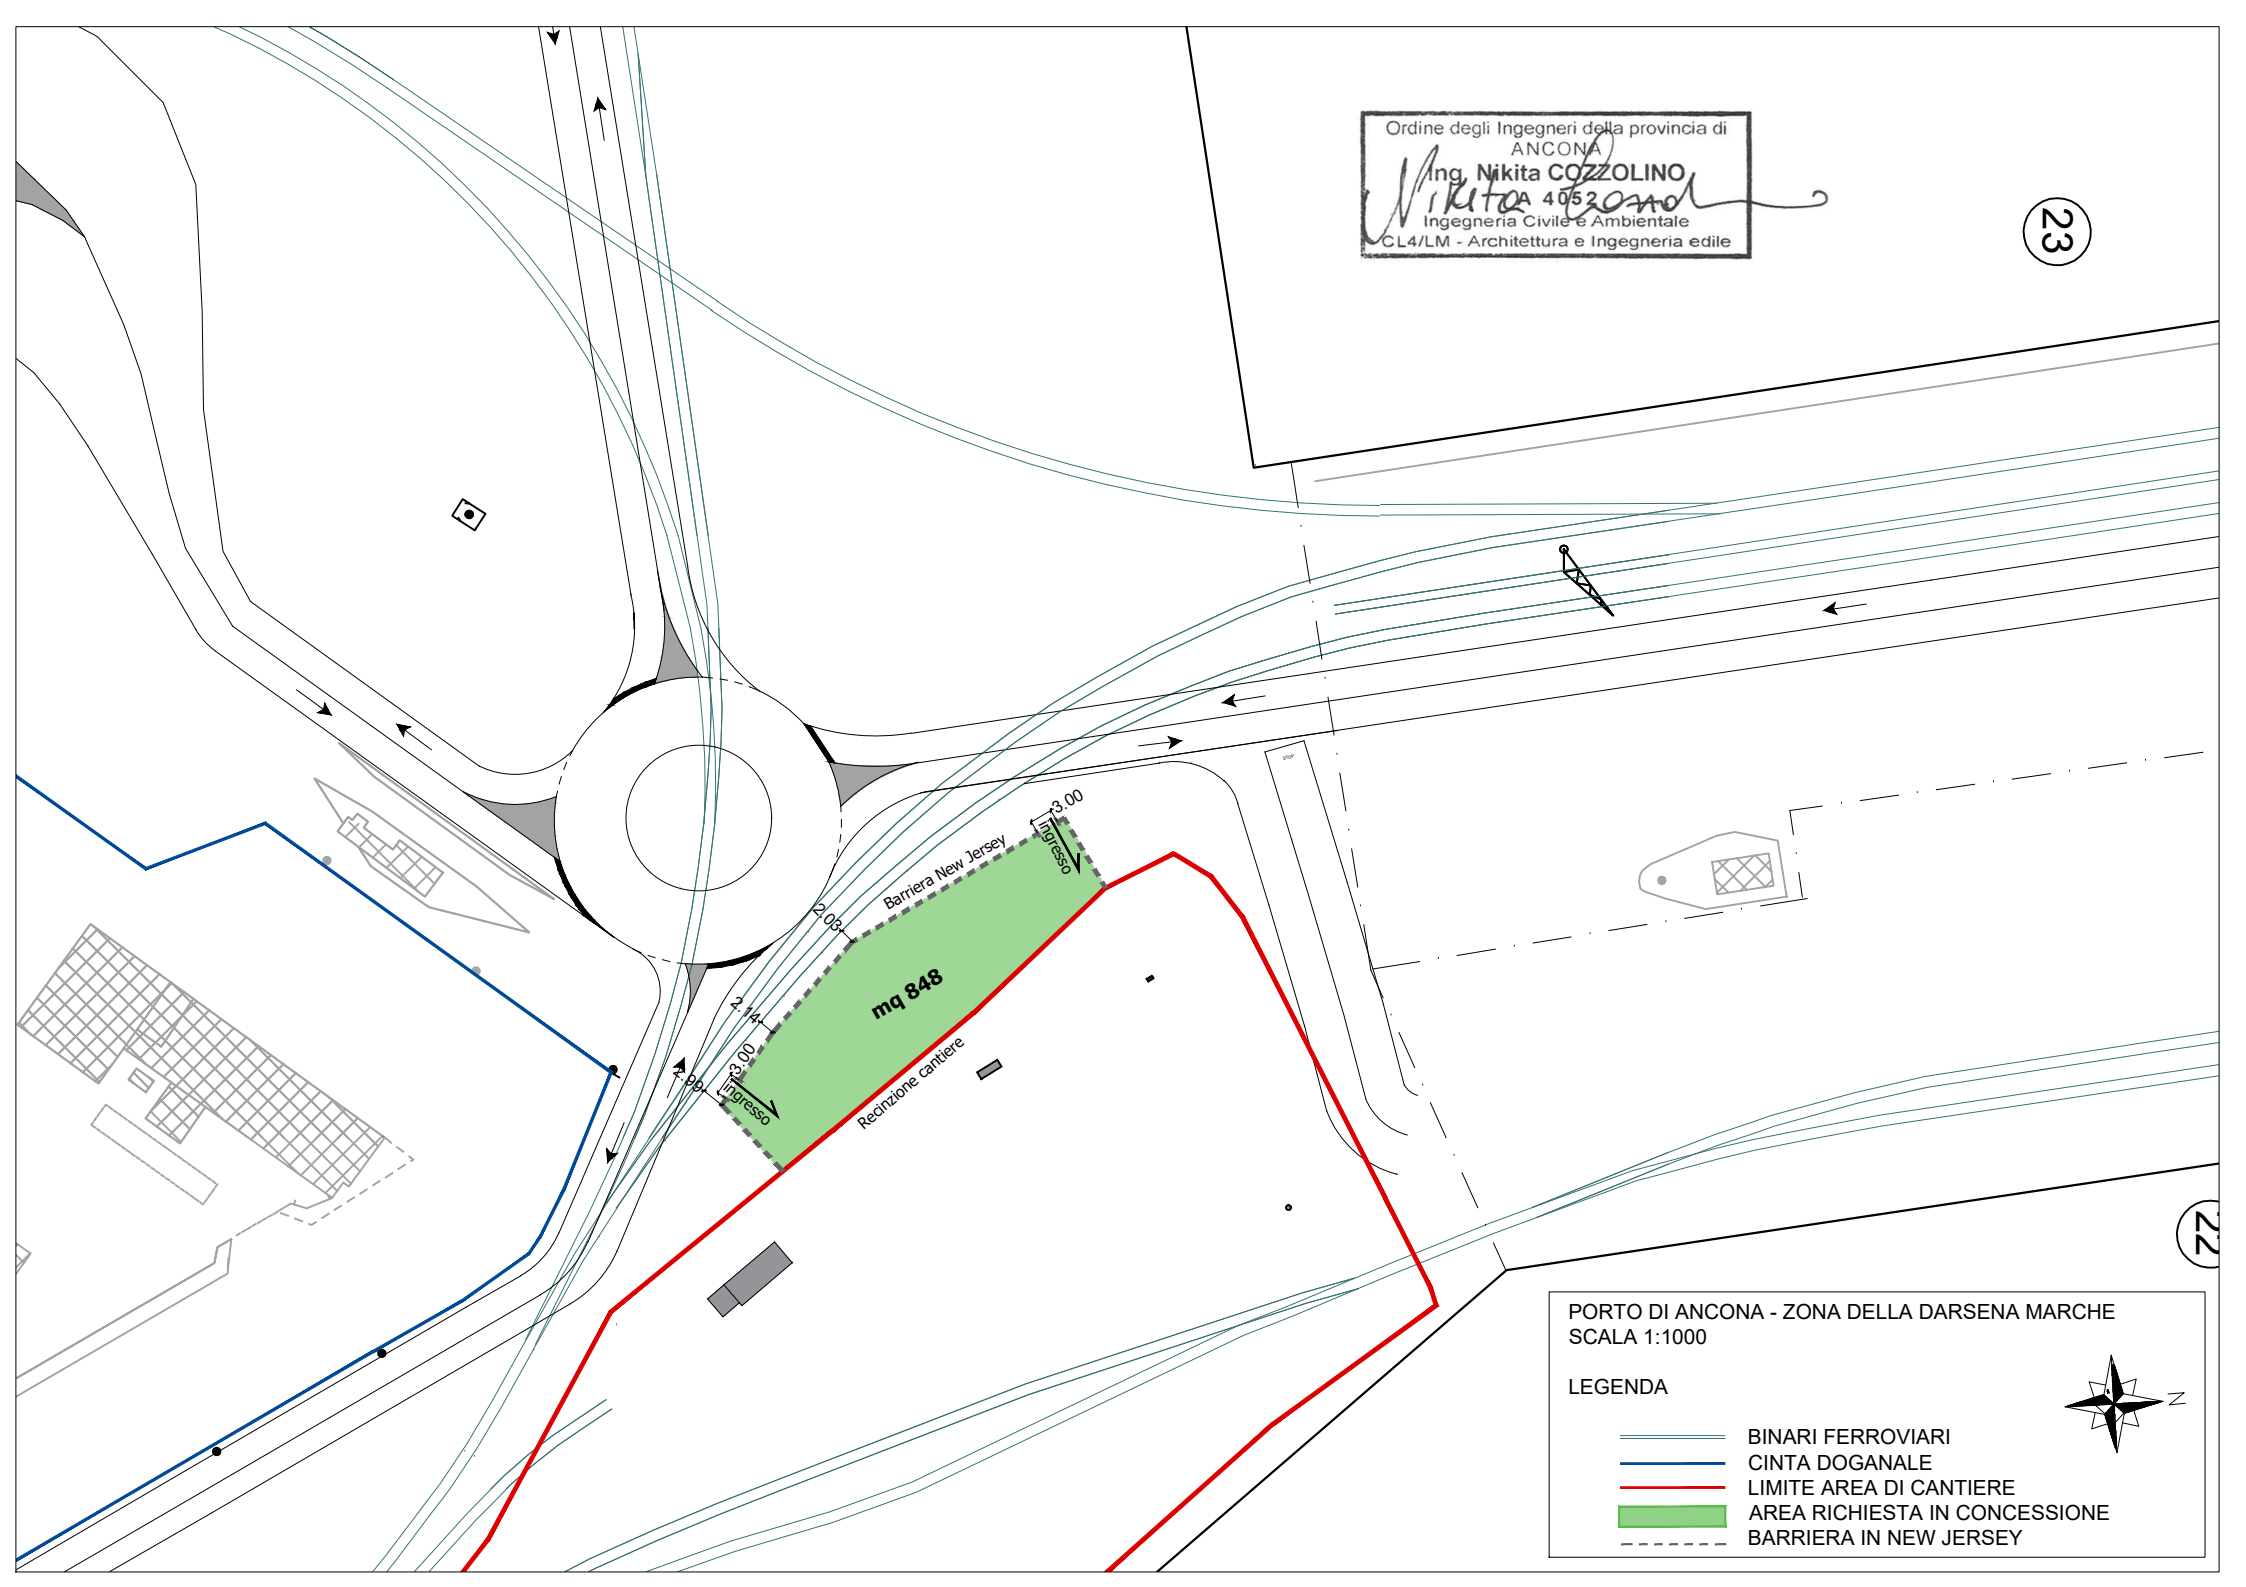 Ordine degli Ingegneri della provincia di
ANCONA
Ing. Nikita COZZOLINO
A 4052
Ingegneria Civile e Ambientale
CL4/LM - Architettura e Ingegneria edile
23
STOP
3.00
ingresso
Barriera New Jersey
2.03
mq 848
2.14
3.00
2.99
ingresso
Recinzione cantiere
22
PORTO DI ANCONA - ZONA DELLA DARSENA MARCHE
SCALA 1:1000
LEGENDA
N
BINARI FERROVIARI
CINTA DOGANALE
LIMITE AREA DI CANTIERE
AREA RICHIESTA IN CONCESSIONE
BARRIERA IN NEW JERSEY